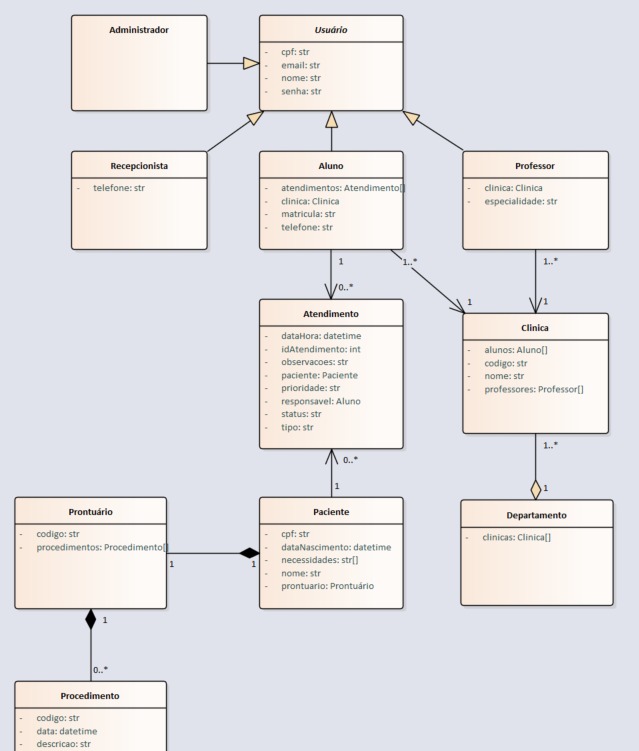 Administrador
Usuário
- cpf: str
- email: str
- nome: str
- senha: str
Recepcionista
- telefone: str
Aluno
- atendimentos: Atendimento[]
- clinica: Clinica
- matricula: str
- telefone: str
Professor
- clinica: Clinica
- especialidade: str
1
0..*
1..*
1
1..*
1
Atendimento
- dataHora: datetime
- idAtendimento: int
- observacoes: str
- paciente: Paciente
- prioridade: str
- responsavel: Aluno
- status: str
- tipo: str
Clinica
- alunos: Aluno[]
- codigo: str
- nome: str
- professores: Professor[]
0..*
1
1..*
1
Prontuário
- codigo: str
- procedimentos: Procedimento[]
1
1
Paciente
- cpf: str
- dataNascimento: datetime
- necessidades: str[]
- nome: str
- prontuario: Prontuário
Departamento
- clinicas: Clinica[]
1
0..*
Procedimento
- codigo: str
- data: datetime
- descricao: str